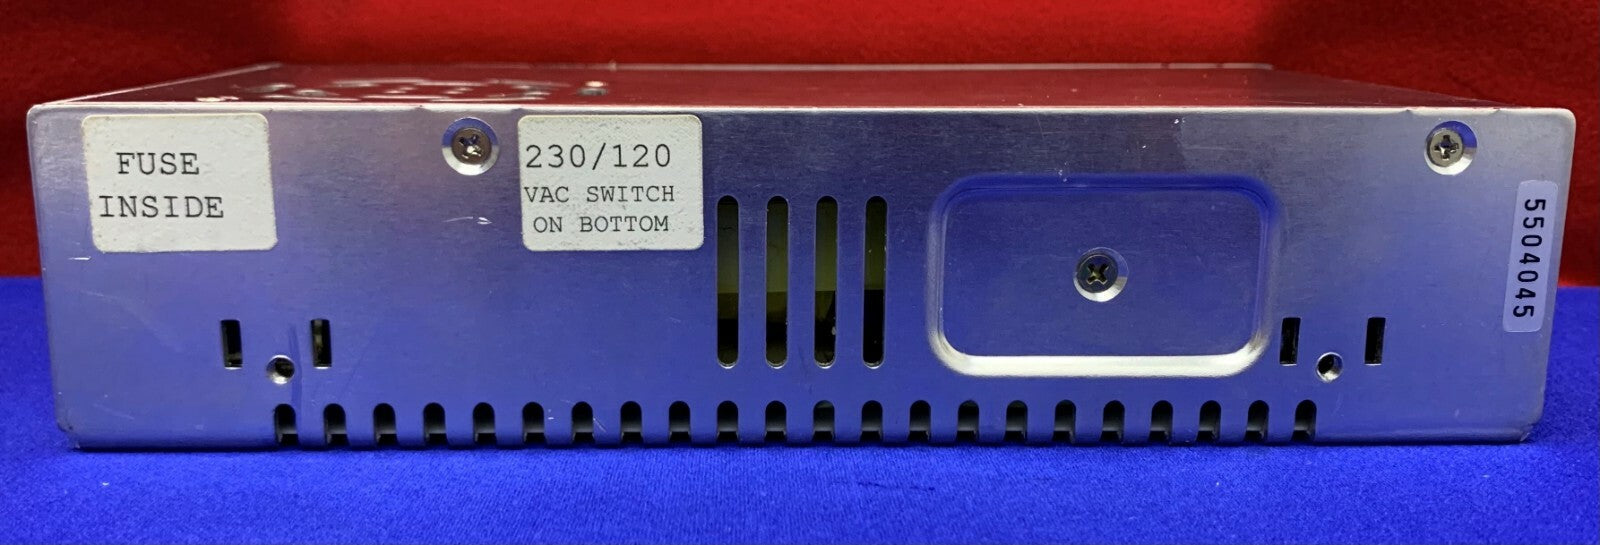 FUSE
INSIDE
230/120
VAC SWITCH
ON BOTTOM
5504045